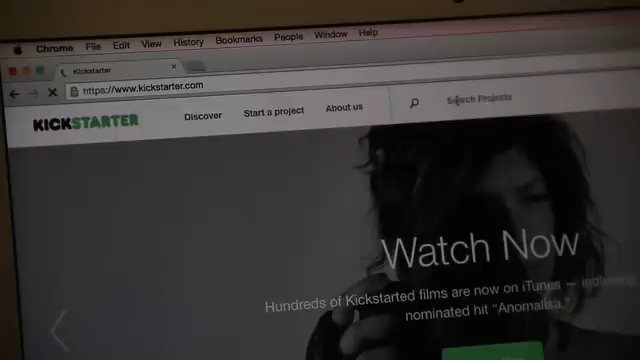 Chrome File Edit View History Bookmarks People Window Help
Kickstarter
https://www.kickstarter.com
KICKSTARTER Discover Start a project About us Search Projects
Watch Now
Hundreds of Kickstarted films are now on iTunes —
nominated hit “Anomalisa.”